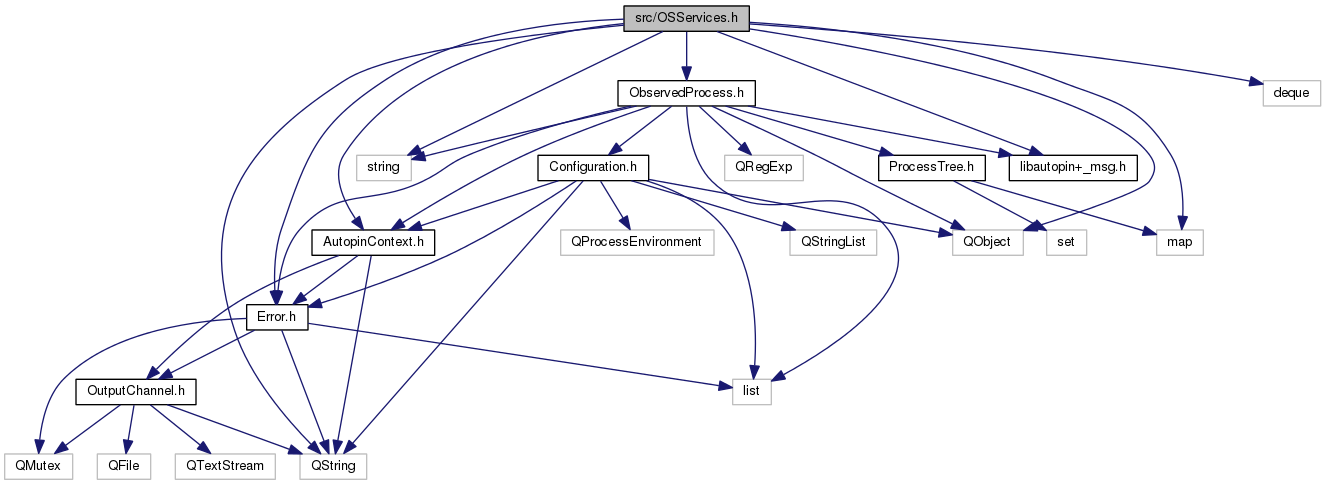 src/OSServices.h
ObservedProcess.h
deque
string
Configuration.h
QRegExp
ProcessTree.h
libautopin+_msg.h
AutopinContext.h
QProcessEnvironment
QStringList
QObject
set
map
Error.h
OutputChannel.h
list
QMutex
QFile
QTextStream
QString